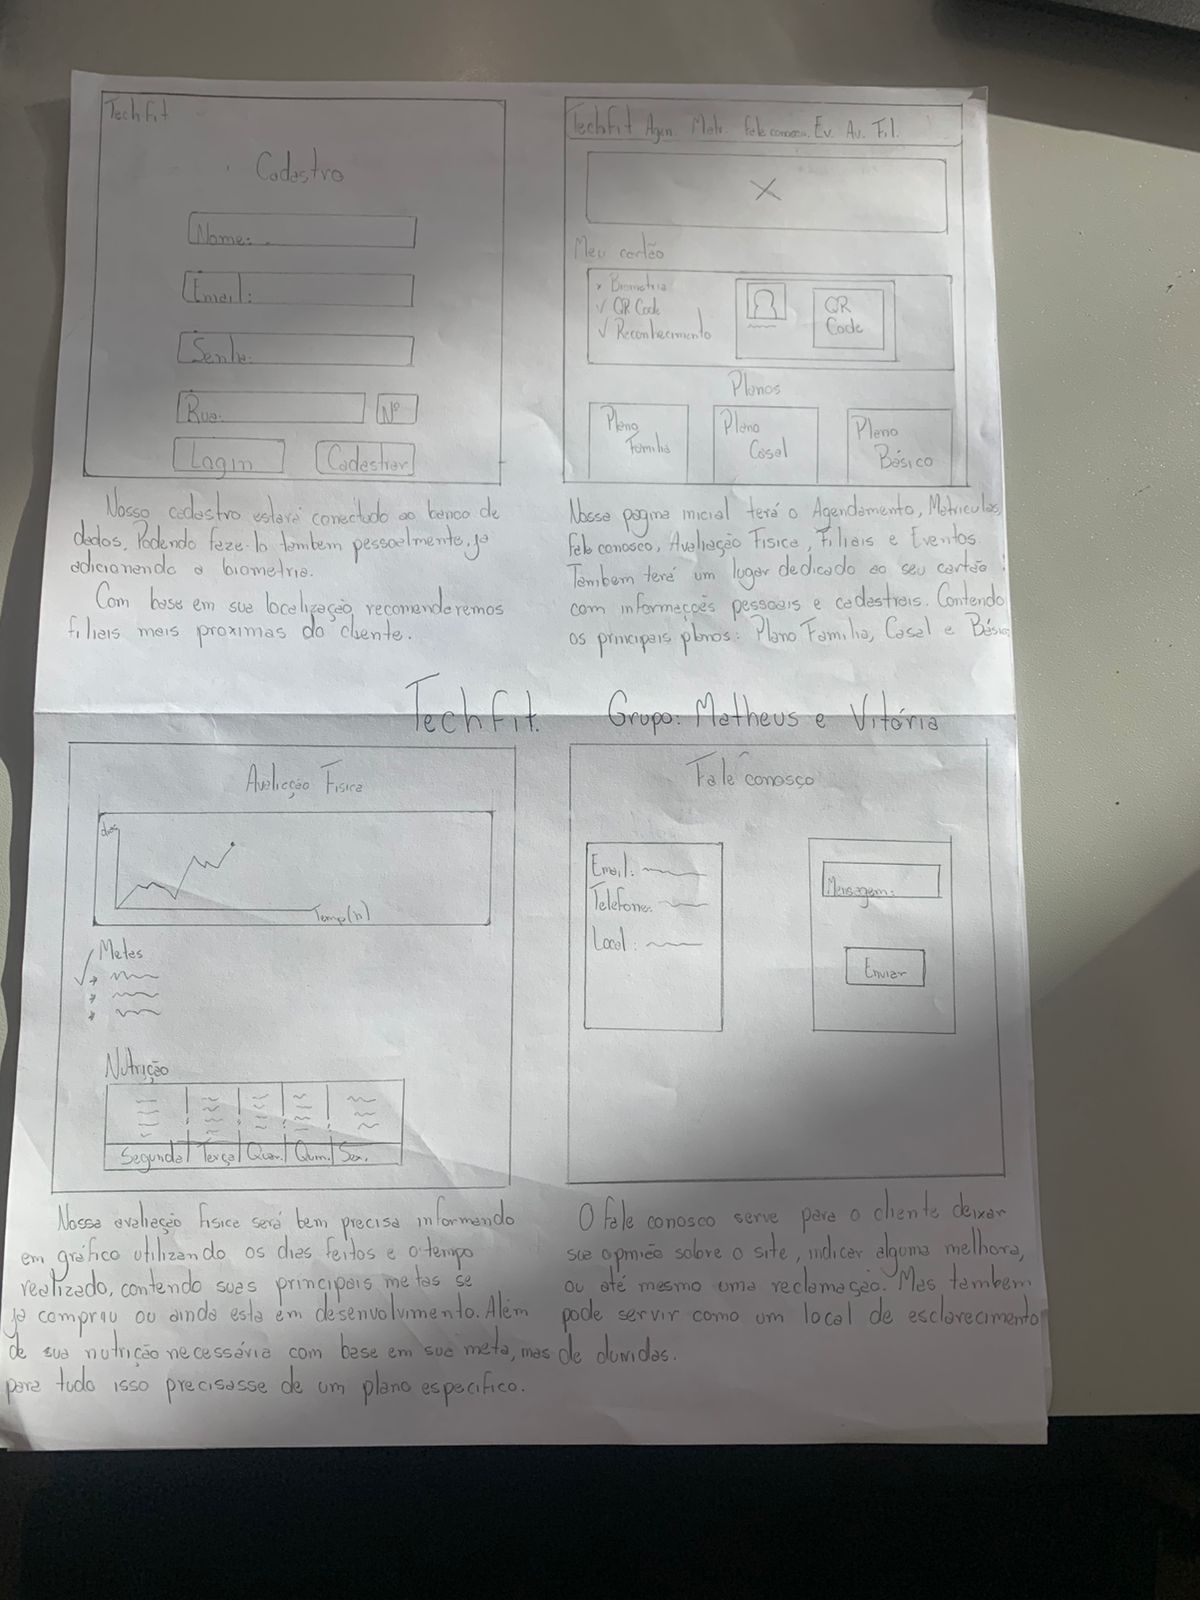 TechFit
Cadastro
Nome:
Email:
Senha:
Rua:
Nº
Login
Cadastrar
Nosso cadastro estará conectado ao banco de
dados, Podendo faze-lo tambem pessoalmente, ja
adicionando a biometria.
Com base em sua localização, recomendaremos
filiais mais proximas do cliente.
TechFit Agen. Matr. Fale conosco. Ev. Av. Fil.
Meu cartão
x Biometria
✓ QR Code
✓ Reconhecimento
QR
Code
Planos
Plano
Familia
Plano
Casal
Plano
Básico
Nossa pagina inicial terá o Agendamento, Matriculas,
Fale conosco, Avaliação Fisica, Filiais e Eventos.
Tambem terá um lugar dedicado ao seu cartão
com informações pessoais e cadastrais. Contendo
os principais planos: Plano Familia, Casal e Básico
TechFit. Grupo: Matheus e Vitória
Avaliação Fisica
dias
Temp(h)
Metas
Nutrição
Segunda Terça Quar. Quin. Sex.
Nossa avaliação fisica será bem precisa informando
em gráfico utilizando os dias feitos e o tempo
realizado, contendo suas principais metas se
ja compriu ou ainda esta em desenvolvimento. Além
de sua nutrição necessária com base em sua meta, mas
para tudo isso precisasse de um plano especifico.
Fale conosco
Email:
Telefone:
Local:
Mensagem:
Enviar
O fale conosco serve para o cliente deixar
sua opinião sobre o site, indicar alguma melhora,
ou até mesmo uma reclamação. Mas tambem
pode servir como um local de esclarecimento
de duvidas.